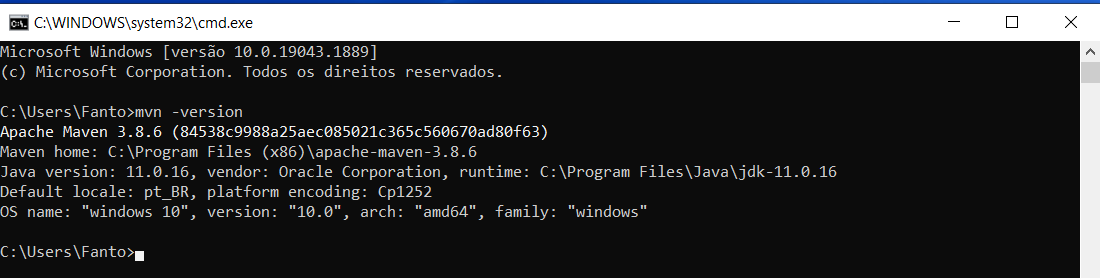 C:\WINDOWS\system32\cmd.exe
Microsoft Windows [versão 10.0.19043.1889]
(c) Microsoft Corporation. Todos os direitos reservados.
C:\Users\Fanto>mvn -version
Apache Maven 3.8.6 (84538c9988a25aec085021c365c560670ad80f63)
Maven home: C:\Program Files (x86)\apache-maven-3.8.6
Java version: 11.0.16, vendor: Oracle Corporation, runtime: C:\Program Files\Java\jdk-11.0.16
Default locale: pt_BR, platform encoding: Cp1252
OS name: "windows 10", version: "10.0", arch: "amd64", family: "windows"
C:\Users\Fanto>